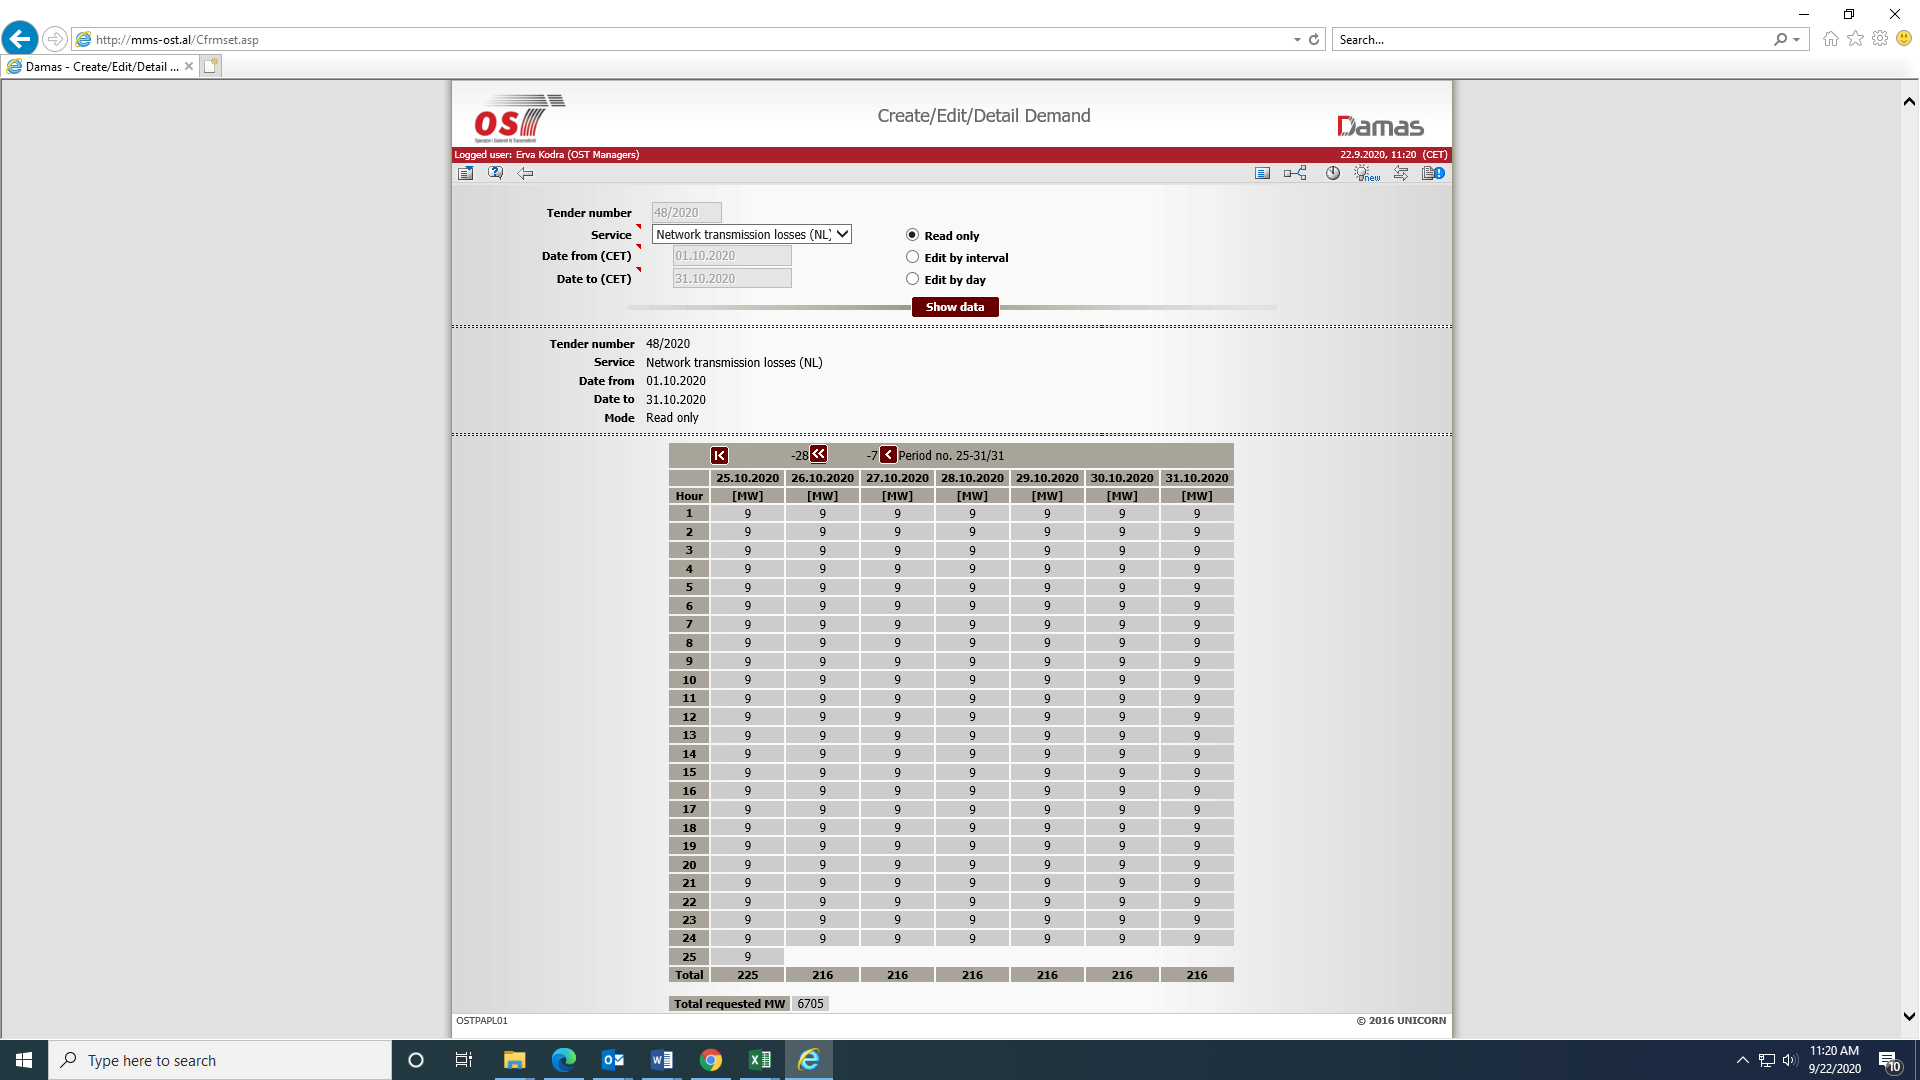 http://mms-ost.al/Cfrmset.asp
Search...
Damas - Create/Edit/Detail ...
OST
Operatori i Sistemit te Transmetimit
Create/Edit/Detail Demand
Damas
Logged user: Erva Kodra (OST Managers)
22.9.2020, 11:20 (CET)
new
Tender number 48/2020
Service Network transmission losses (NL)
Read only
Date from (CET) 01.10.2020
Edit by interval
Date to (CET) 31.10.2020
Edit by day
Show data
Tender number 48/2020
Service Network transmission losses (NL)
Date from 01.10.2020
Date to 31.10.2020
Mode Read only
-28 -7 Period no. 25-31/31
25.10.2020 26.10.2020 27.10.2020 28.10.2020 29.10.2020 30.10.2020 31.10.2020
Hour [MW] [MW] [MW] [MW] [MW] [MW] [MW]
1 9 9 9 9 9 9 9
2 9 9 9 9 9 9 9
3 9 9 9 9 9 9 9
4 9 9 9 9 9 9 9
5 9 9 9 9 9 9 9
6 9 9 9 9 9 9 9
7 9 9 9 9 9 9 9
8 9 9 9 9 9 9 9
9 9 9 9 9 9 9 9
10 9 9 9 9 9 9 9
11 9 9 9 9 9 9 9
12 9 9 9 9 9 9 9
13 9 9 9 9 9 9 9
14 9 9 9 9 9 9 9
15 9 9 9 9 9 9 9
16 9 9 9 9 9 9 9
17 9 9 9 9 9 9 9
18 9 9 9 9 9 9 9
19 9 9 9 9 9 9 9
20 9 9 9 9 9 9 9
21 9 9 9 9 9 9 9
22 9 9 9 9 9 9 9
23 9 9 9 9 9 9 9
24 9 9 9 9 9 9 9
25 9
Total 225 216 216 216 216 216 216
Total requested MW 6705
OSTPAPL01
© 2016 UNICORN
Type here to search
11:20 AM
9/22/2020
10